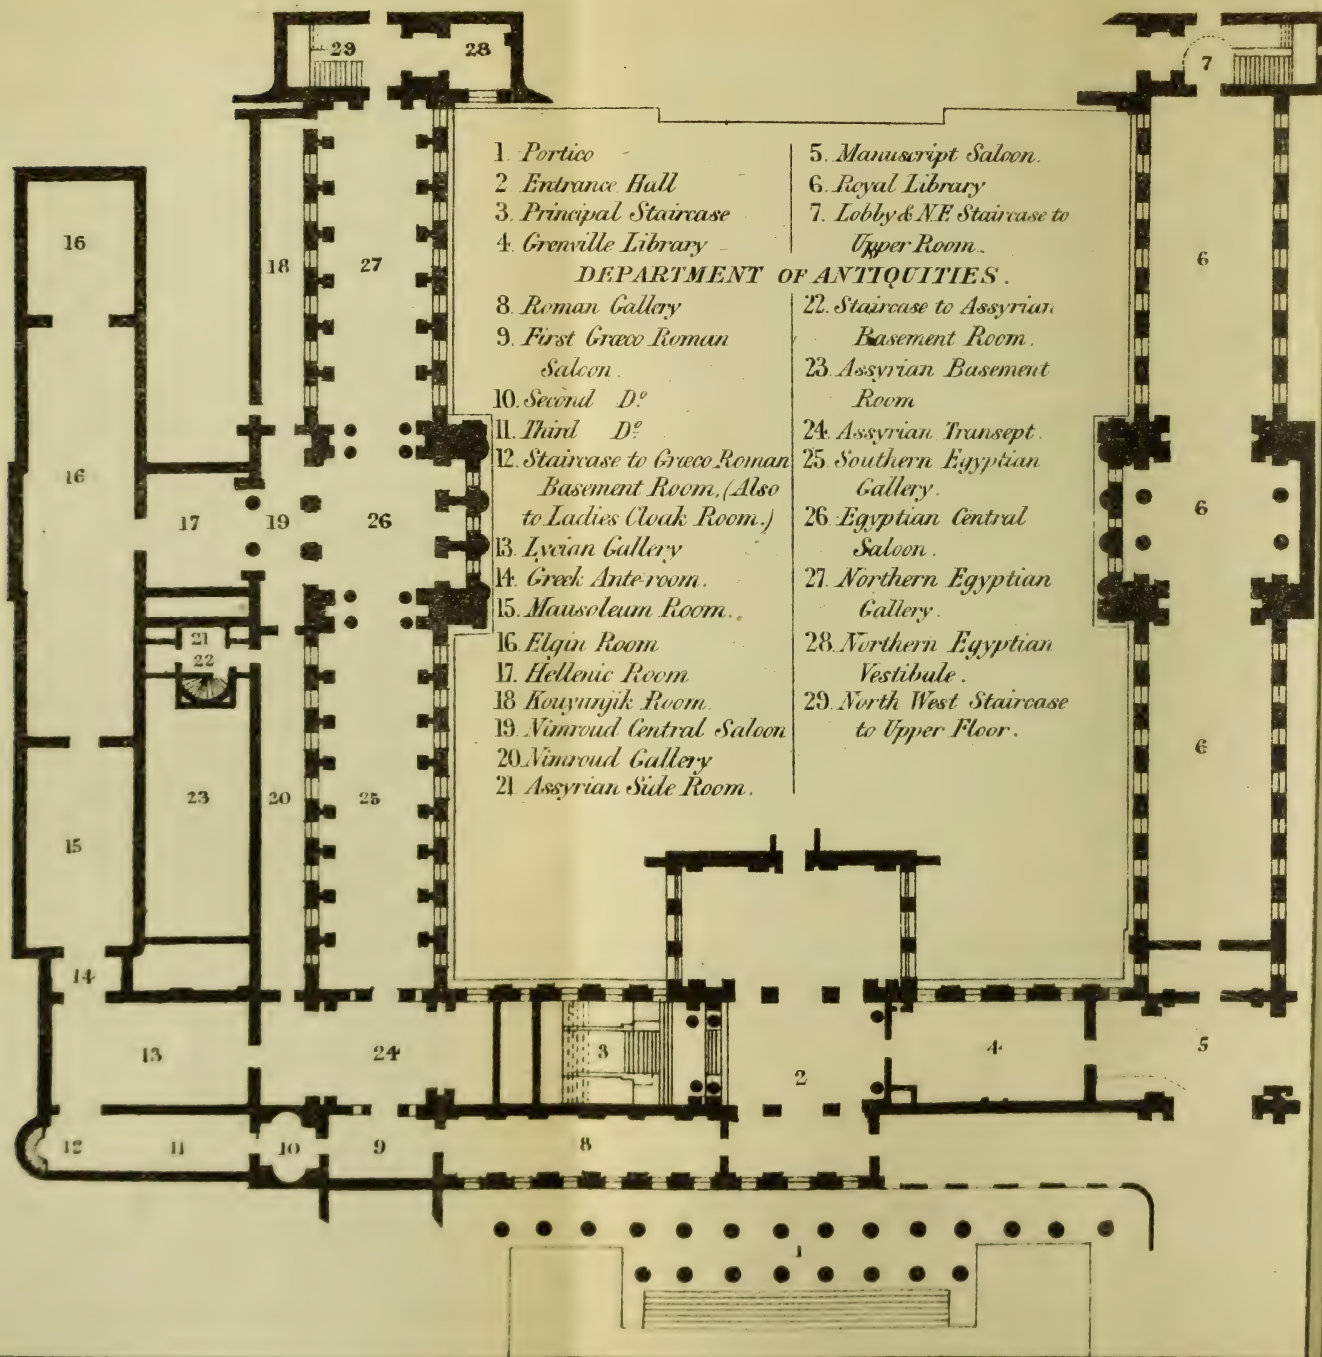 1. Portico
2 Entrance Hall
3. Principal Staircase
4. Grenville Library
5. Manuscript Saloon.
6. Royal Library
7. Lobby & N.E. Staircase to
Upper Room.
DEPARTMENT OF ANTIQUITIES.
8. Roman Gallery
9. First Græco Roman
Saloon.
10. Second Dº
11. Third Dº
12. Staircase to Græco Roman
Basement Room, (Also
to Ladies Cloak Room.)
13. Lycian Gallery
14. Greek Ante-room.
15. Mausoleum Room.
16. Elgin Room
17. Hellenic Room
18 Kouyunjik Room.
19. Nimroud Central Saloon
20. Nimroud Gallery
21 Assyrian Side Room.
22. Staircase to Assyrian
Basement Room.
23. Assyrian Basement
Room
24. Assyrian Transept.
25. Southern Egyptian
Gallery.
26. Egyptian Central
Saloon.
27. Northern Egyptian
Gallery.
28. Northern Egyptian
Vestibule.
29. North West Staircase
to Upper Floor.
29
28
7
16
18
27
6
16
17
19
26
6
21
22
6
23
20
25
15
14
13
24
3
2
4
5
12
11
10
9
8
1